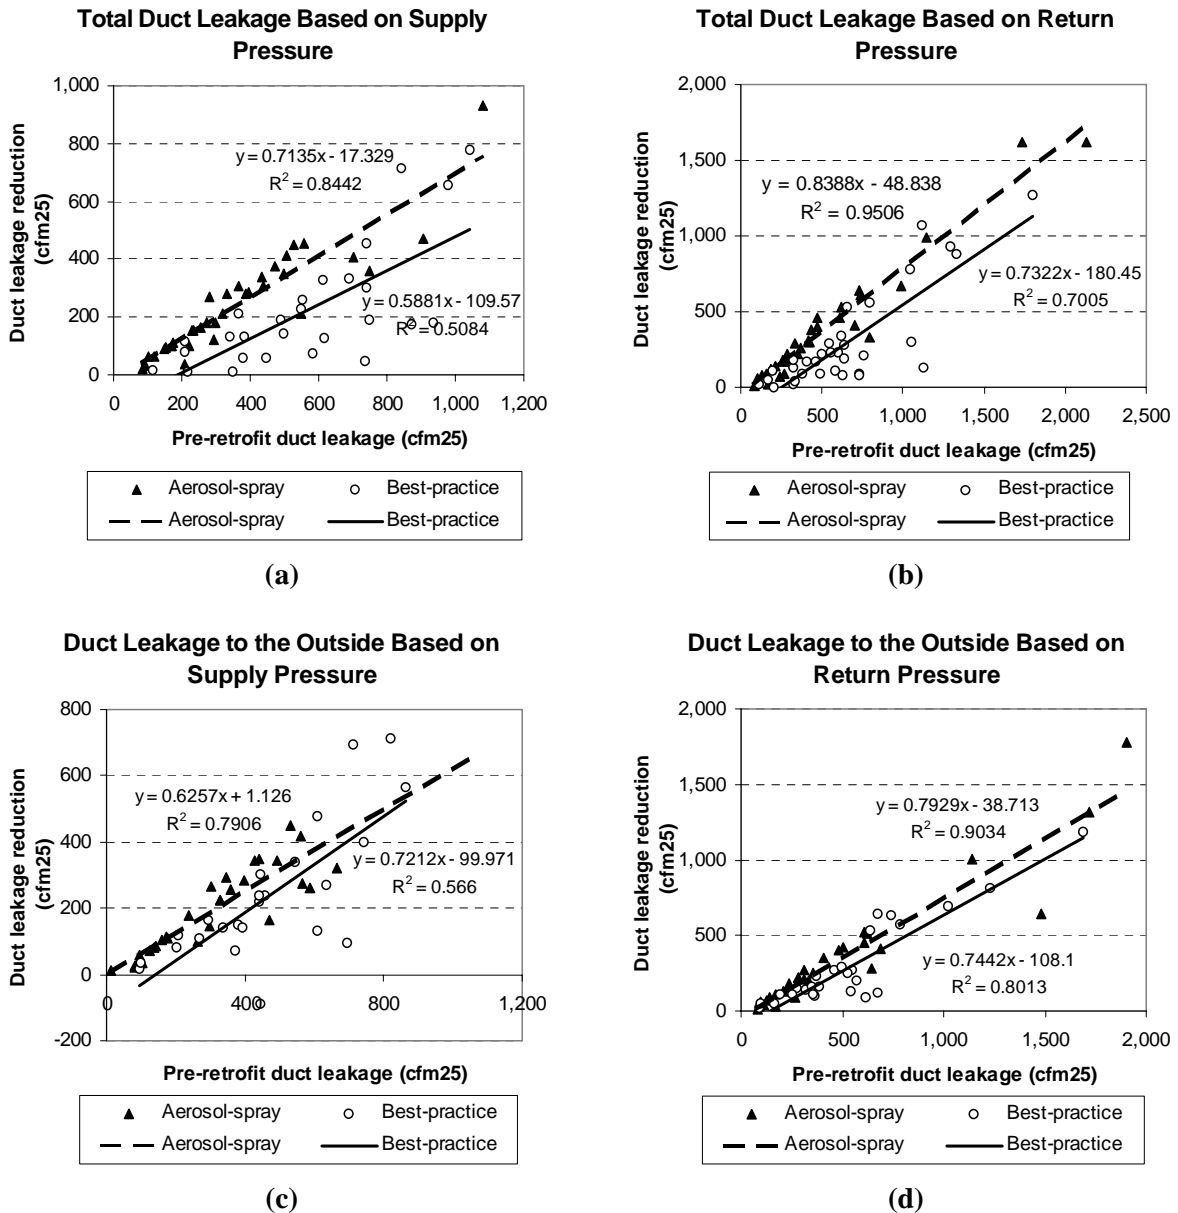 Total Duct Leakage Based on Supply
Pressure
Duct leakage reduction
(cfm25)
1,000
800
600
400
200
0
y = 0.7135x - 17.329
R² = 0.8442
0.5881x - 109.57
R² = 0.5084
0 200 400 600 800 1,000 1,200
Pre-retrofit duct leakage (cfm25)
Aerosol-spray Best-practice
Aerosol-spray Best-practice
(a)
Total Duct Leakage Based on Return
Pressure
Duct leakage reduction
(cfm25)
2,000
1,500
1,000
500
0
y = 0.8388x - 48.838
R² = 0.9506
y = 0.7322x - 180.45
R² = 0.7005
0 500 1,000 1,500 2,000 2,500
Pre-retrofit duct leakage (cfm25)
Aerosol-spray Best-practice
Aerosol-spray Best-practice
(b)
Duct Leakage to the Outside Based on
Supply Pressure
Duct leakage reduction
(cfm25)
800
600
400
200
0
-200
y = 0.6257x + 1.126
R² = 0.7906
y = 0.7212x - 99.971
R² = 0.566
0 400 800 1,200
Pre-retrofit duct leakage (cfm25)
Aerosol-spray Best-practice
Aerosol-spray Best-practice
(c)
Duct Leakage to the Outside Based on
Return Pressure
Duct leakage reduction
(cfm25)
2,000
1,500
1,000
500
0
y = 0.7929x - 38.713
R² = 0.9034
y = 0.7442x - 108.1
R² = 0.8013
0 500 1,000 1,500 2,000
Pre-retrofit duct leakage (cfm25)
Aerosol-spray Best-practice
Aerosol-spray Best-practice
(d)